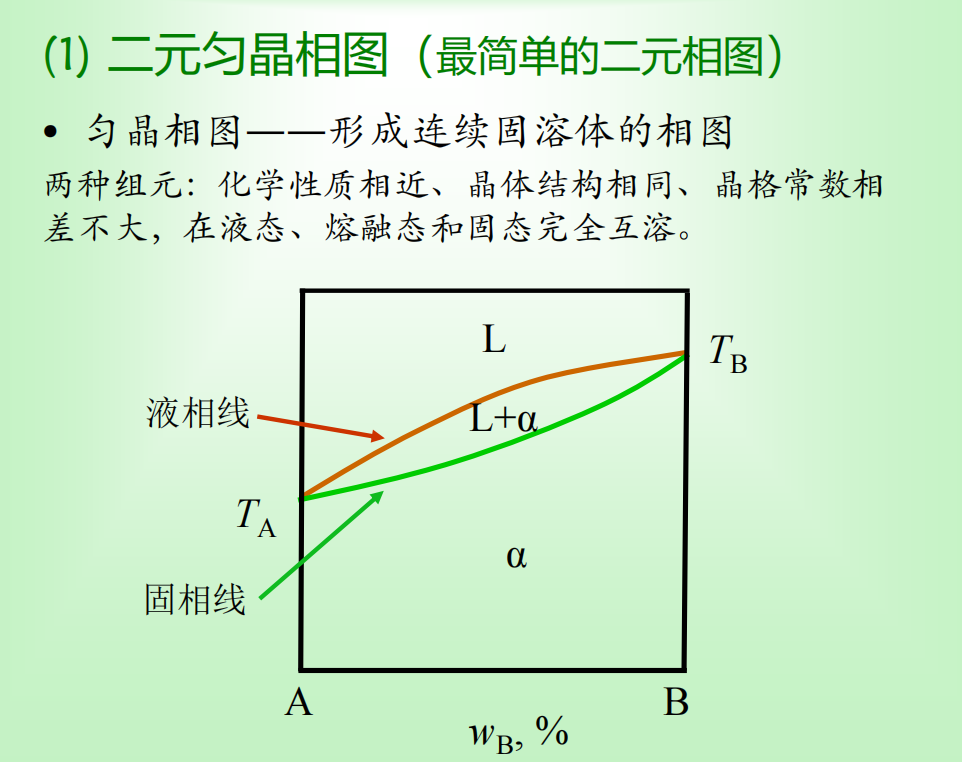 (1) 二元匀晶相图（最简单的二元相图）
• 匀晶相图——形成连续固溶体的相图
两种组元：化学性质相近、晶体结构相同、晶格常数相
差不大，在液态、熔融态和固态完全互溶。
L
TB
液相线
L+α
TA
α
固相线
A
B
wB, %